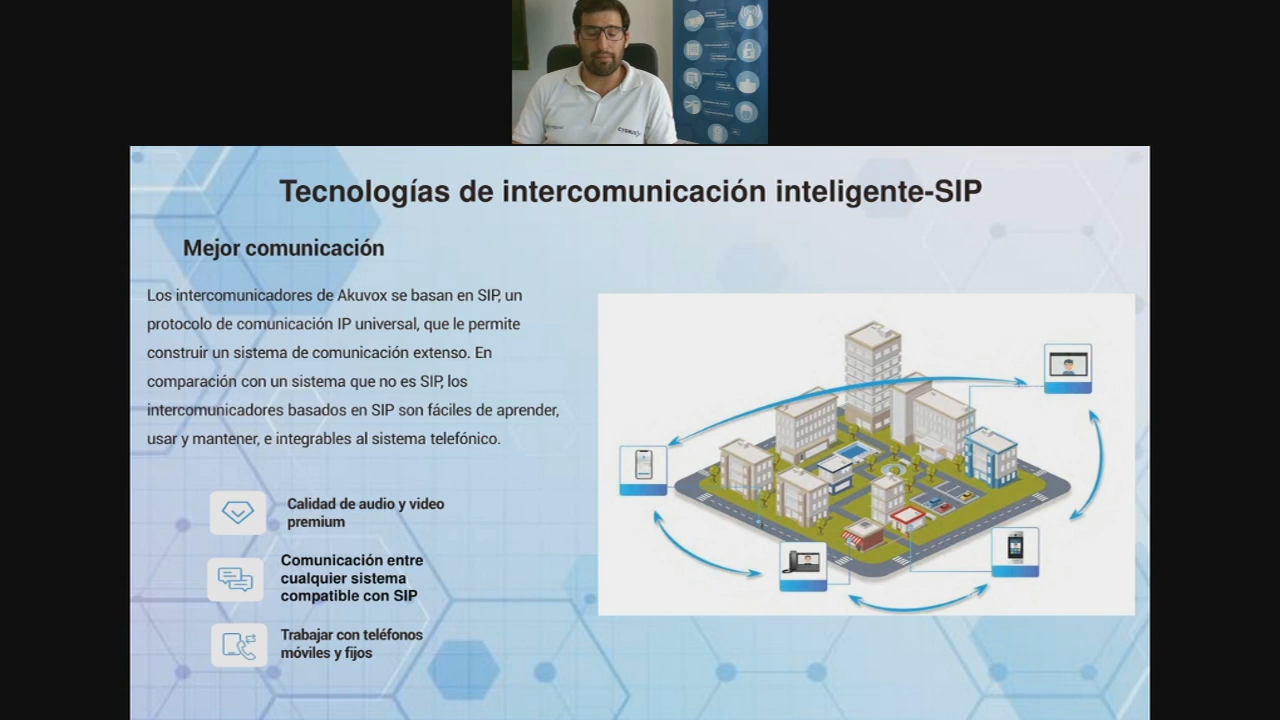 Tecnologías de intercomunicación inteligente-SIP
Mejor comunicación
Los intercomunicadores de Akuvox se basan en SIP, un
protocolo de comunicación IP universal, que le permite
construir un sistema de comunicación extenso. En
comparación con un sistema que no es SIP, los
intercomunicadores basados en SIP son fáciles de aprender,
usar y mantener, e integrables al sistema telefónico.
Calidad de audio y video
premium
Comunicación entre
cualquier sistema
compatible con SIP
Trabajar con teléfonos
móviles y fijos